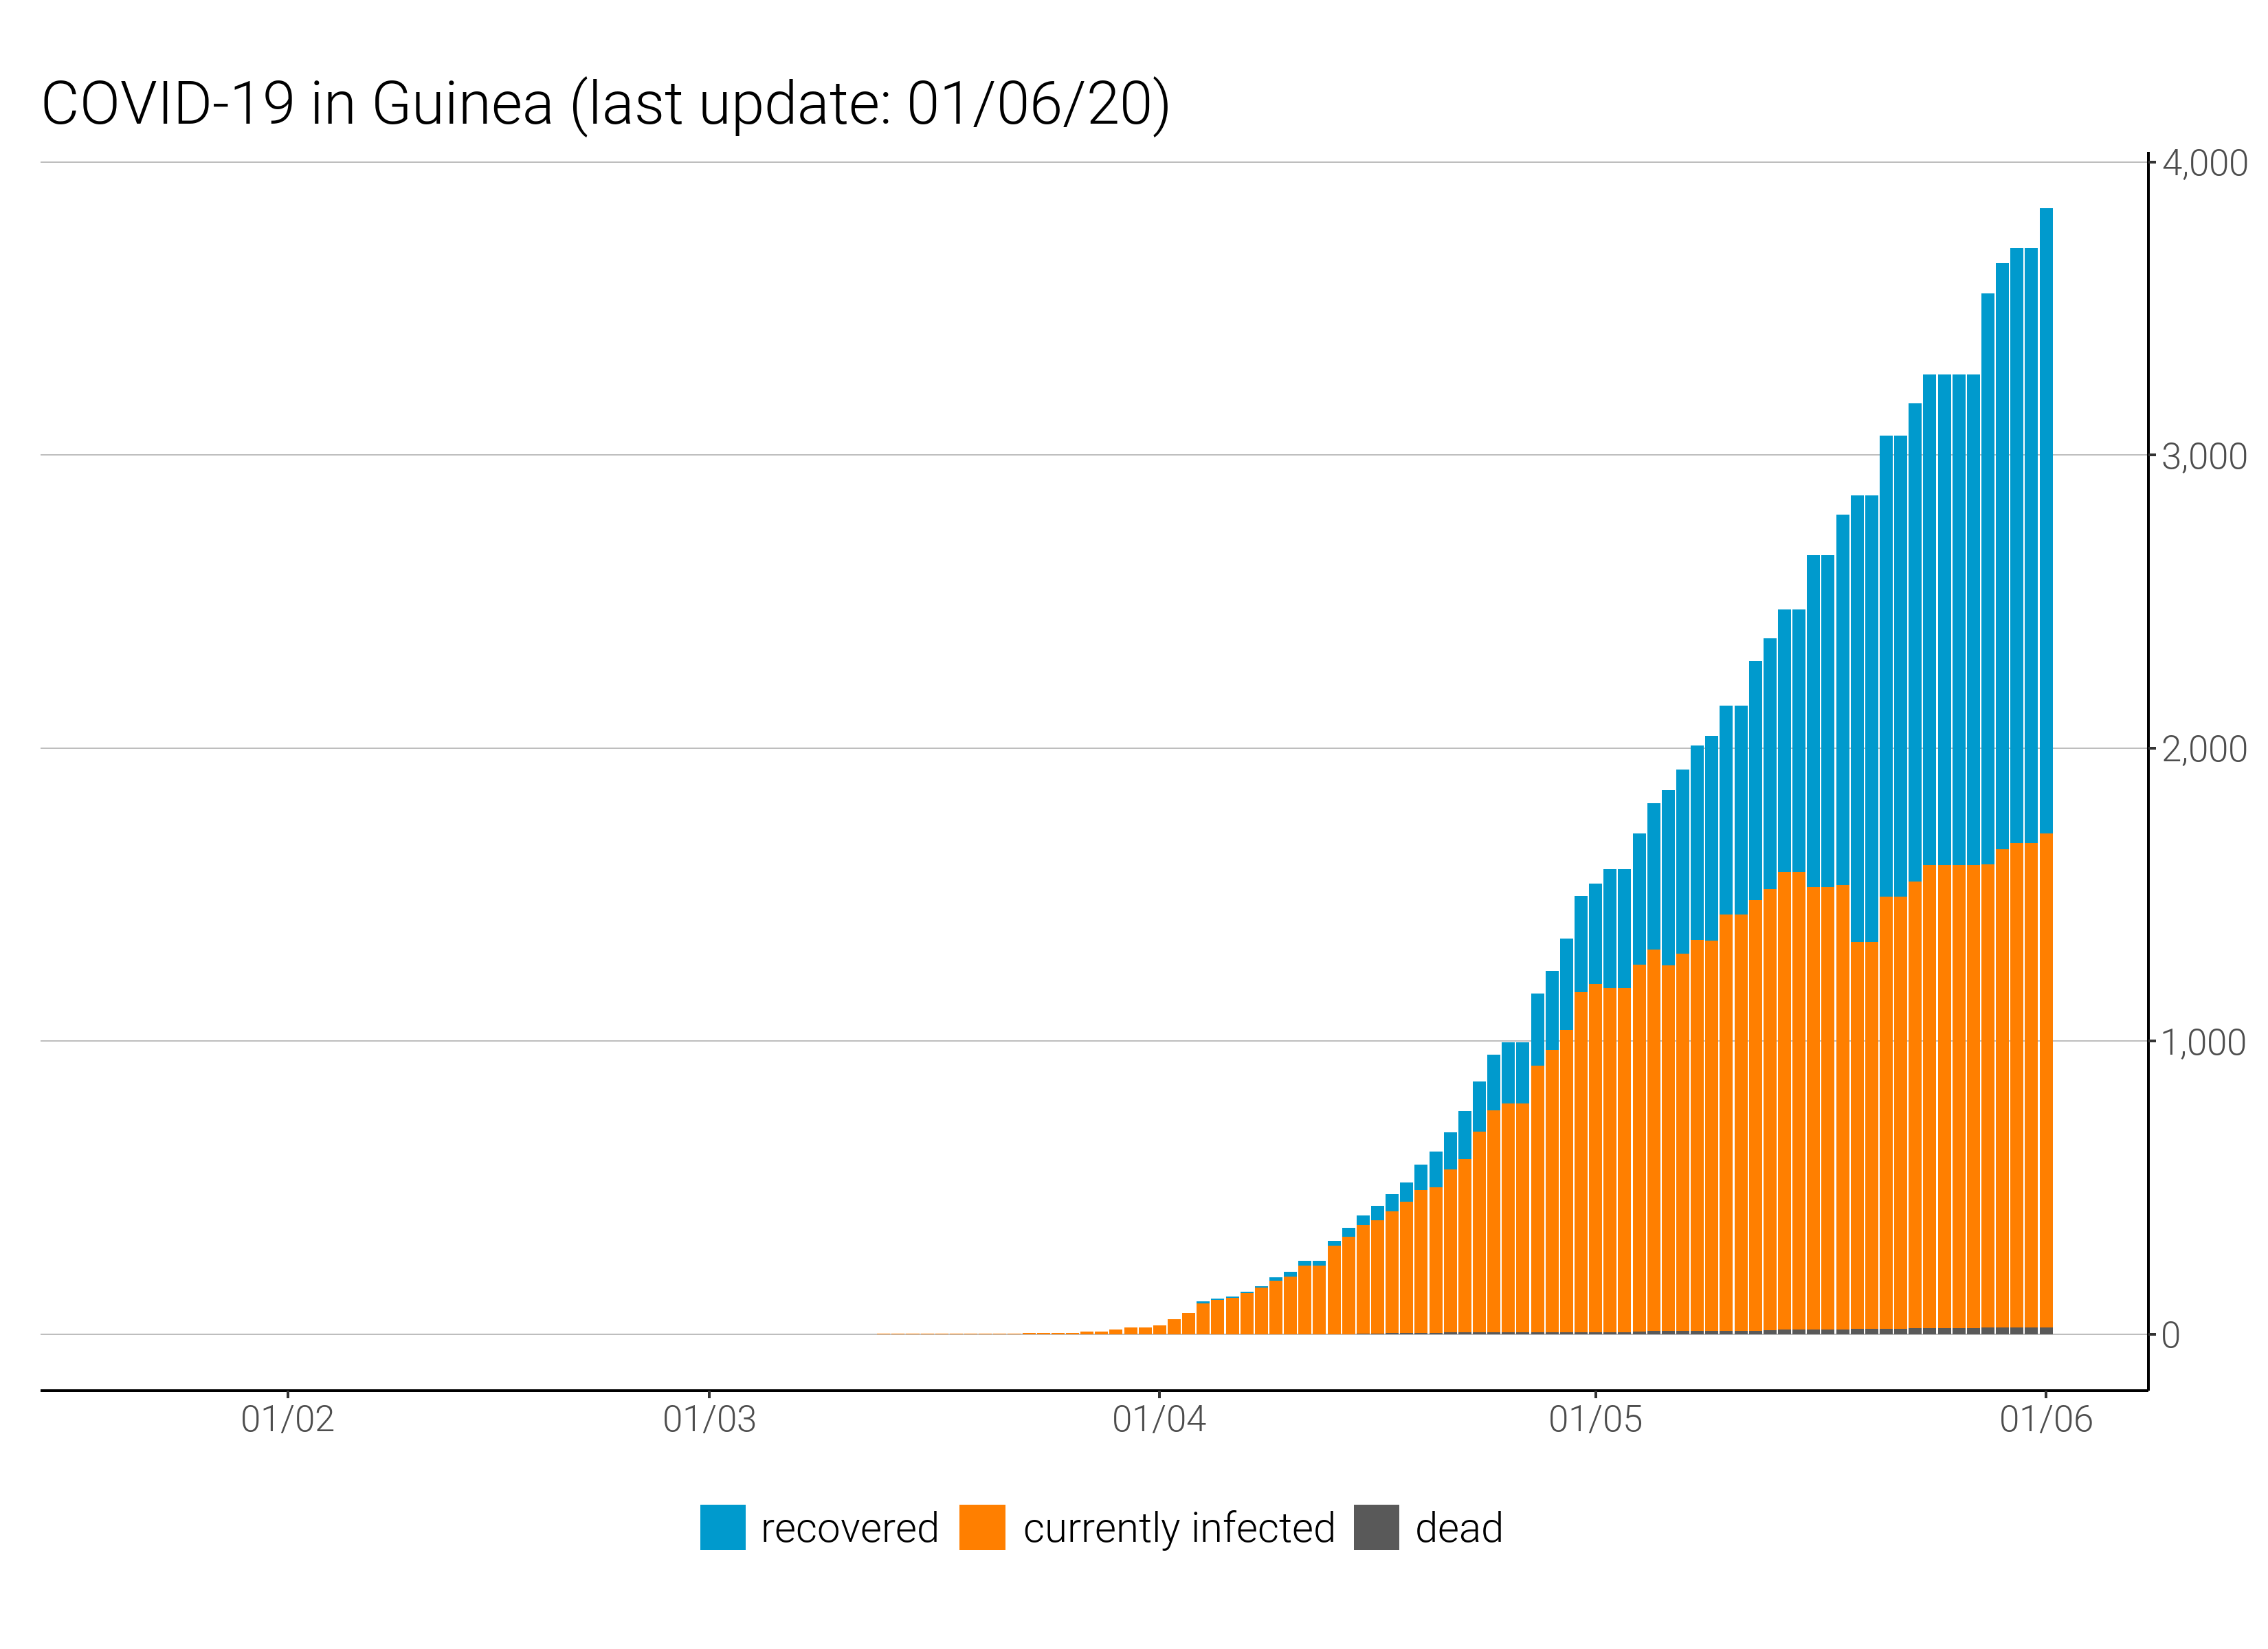 COVID-19 in Guinea (last update: 01/06/20)
4,000
3,000
2,000
1,000
0
01/02 01/03 01/04 01/05 01/06
recovered currently infected dead